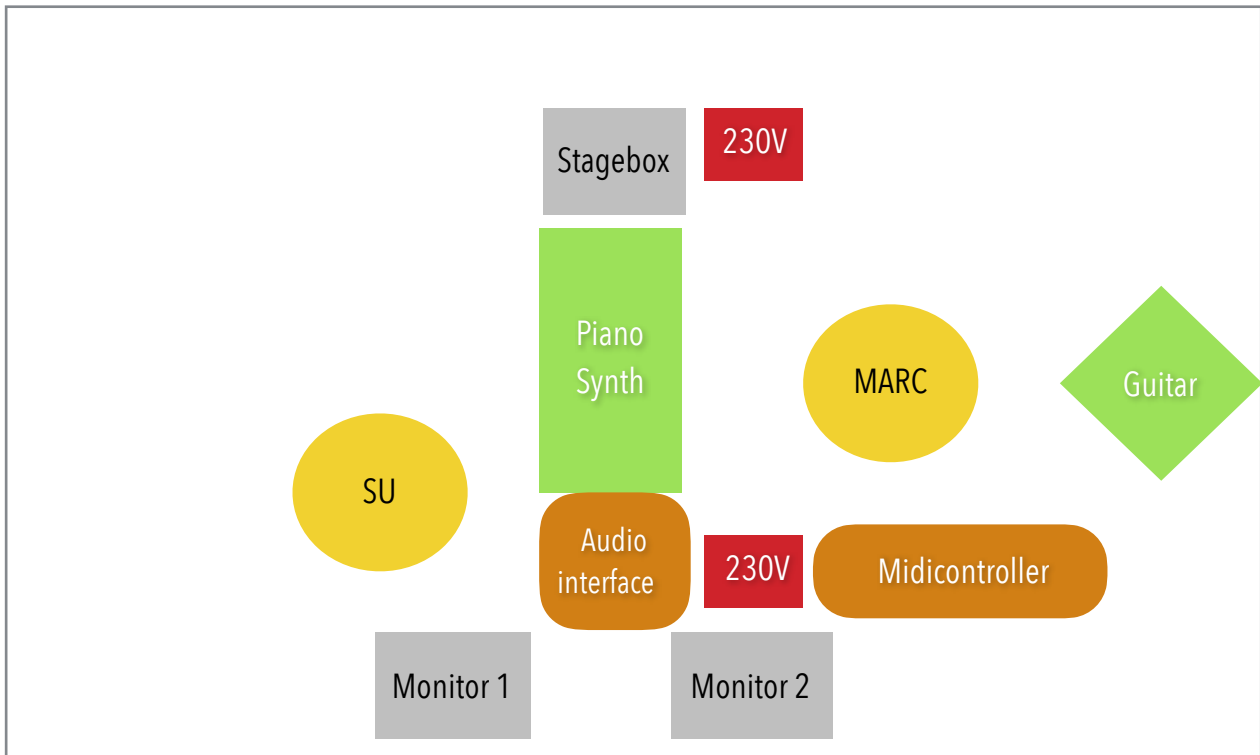 Stagebox
230V
Piano
Synth
MARC
Guitar
SU
Audio
interface
230V
Midicontroller
Monitor 1
Monitor 2